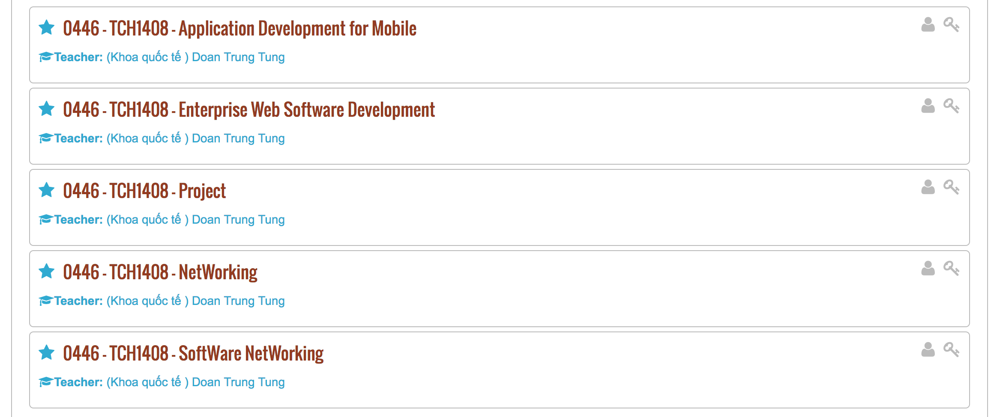 0446 - TCH1408 - Application Development for Mobile
Teacher: (Khoa quốc tế ) Doan Trung Tung
0446 - TCH1408 - Enterprise Web Software Development
Teacher: (Khoa quốc tế ) Doan Trung Tung
0446 - TCH1408 - Project
Teacher: (Khoa quốc tế ) Doan Trung Tung
0446 - TCH1408 - NetWorking
Teacher: (Khoa quốc tế ) Doan Trung Tung
0446 - TCH1408 - SoftWare NetWorking
Teacher: (Khoa quốc tế ) Doan Trung Tung